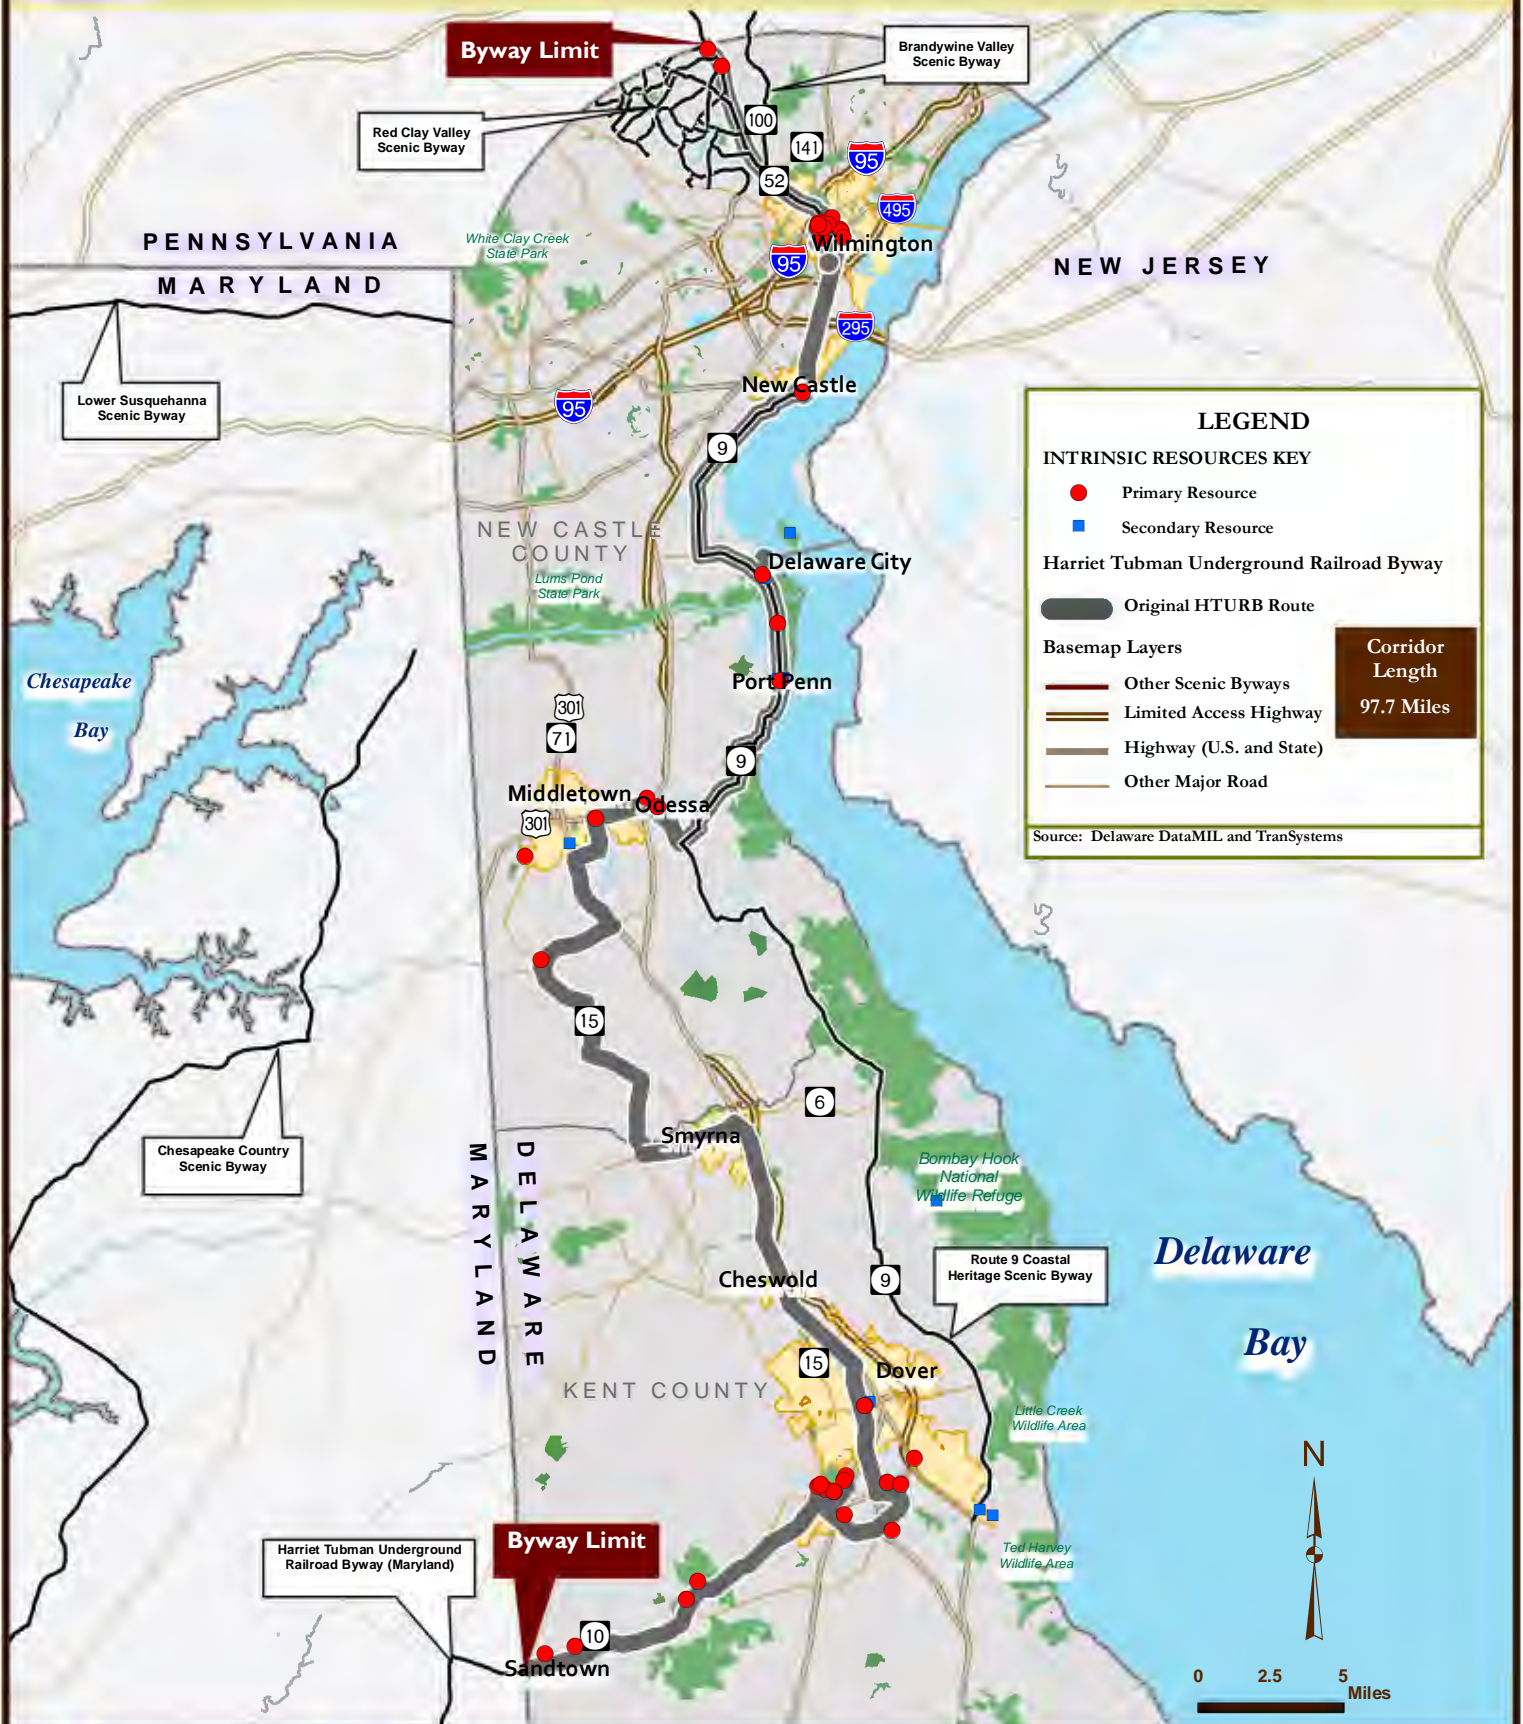 Byway Limit
Brandywine Valley
Scenic Byway
Red Clay Valley
Scenic Byway
100
141
95
52
495
White Clay Creek
State Park
Wilmington
PENNSYLVANIA
MARYLAND
95
NEW JERSEY
295
New Castle
Lower Susquehanna
Scenic Byway
95
9
LEGEND
INTRINSIC RESOURCES KEY
Primary Resource
Secondary Resource
Harriet Tubman Underground Railroad Byway
Original HTURB Route
Basemap Layers
Other Scenic Byways
Limited Access Highway
Highway (U.S. and State)
Other Major Road
Corridor
Length
97.7 Miles
Source: Delaware DataMIL and TranSystems
NEW CASTLE
COUNTY
Delaware City
Lums Pond
State Park
Chesapeake
Bay
Port Penn
301
71
9
Middletown
Odessa
301
15
6
Smyrna
Chesapeake Country
Scenic Byway
MARYLAND
DELAWARE
Bombay Hook
National
Wildlife Refuge
Delaware
Bay
Route 9 Coastal
Heritage Scenic Byway
Cheswold
9
15
Dover
KENT COUNTY
Little Creek
Wildlife Area
N
Byway Limit
Harriet Tubman Underground
Railroad Byway (Maryland)
Ted Harvey
Wildlife Area
10
Sandtown
0 2.5 5
Miles